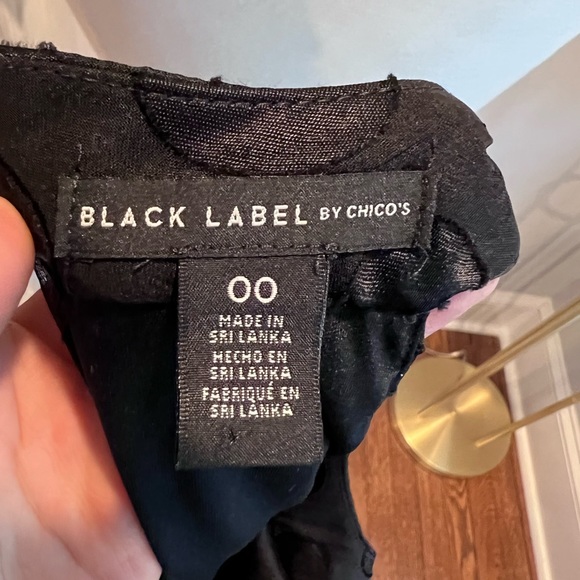 BLACK LABEL BY CHICO'S
00
MADE IN
SRI LANKA
HECHO EN
SRI LANKA
FABRIQUÉ EN
SRI LANKA